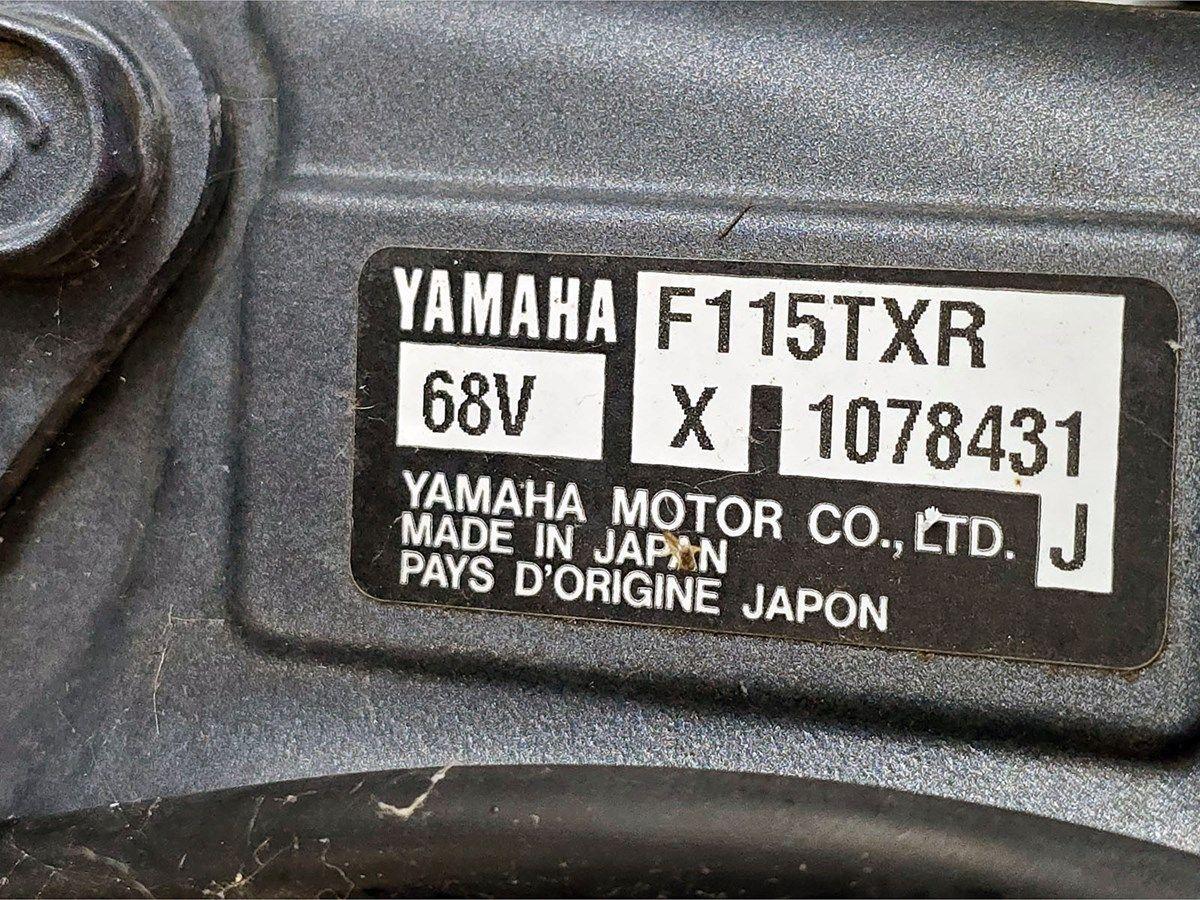 YAMAHA
F115TXR
68V
X 1078431
J
YAMAHA MOTOR CO., LTD.
MADE IN JAPAN
PAYS D'ORIGINE JAPON